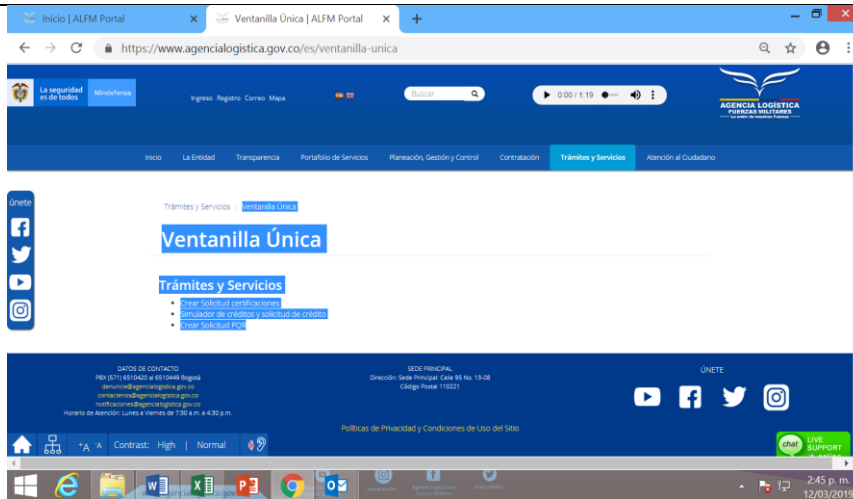 Inicio | ALFM Portal
Ventanilla Única | ALFM Portal
https://www.agencialogistica.gov.co/es/ventanilla-unica
La seguridad
es de todos
Mindefensa
Ingreso Registro Correo Mapa
Buscar
0:00 / 1:19
AGENCIA LOGÍSTICA
FUERZAS MILITARES
Inicio La Entidad Transparencia Portafolio de Servicios Planeación, Gestión y Control Contratación Trámites y Servicios Atención al Ciudadano
únete
Trámites y Servicios / Ventanilla Única
Ventanilla Única
Trámites y Servicios
Crear Solicitud certificaciones
Simulador de créditos y solicitud de crédito
Crear Solicitud PQR
DATOS DE CONTACTO
PBX (571) 6510420 al 6510449 Bogotá
denuncie@agencialogistica.gov.co
contactenos@agencialogistica.gov.co
notificaciones@agencialogistica.gov.co
Horario de Atención: Lunes a Viernes de 7:30 a.m. a 4:30 p.m.
SEDE PRINCIPAL
Dirección: Sede Principal: Calle 95 No. 13-08
Código Postal 110221
ÚNETE
Políticas de Privacidad y Condiciones de Uso del Sitio
+A -A Contrast: High | Normal
chat LIVE
SUPPORT
2:45 p. m.
12/03/2019